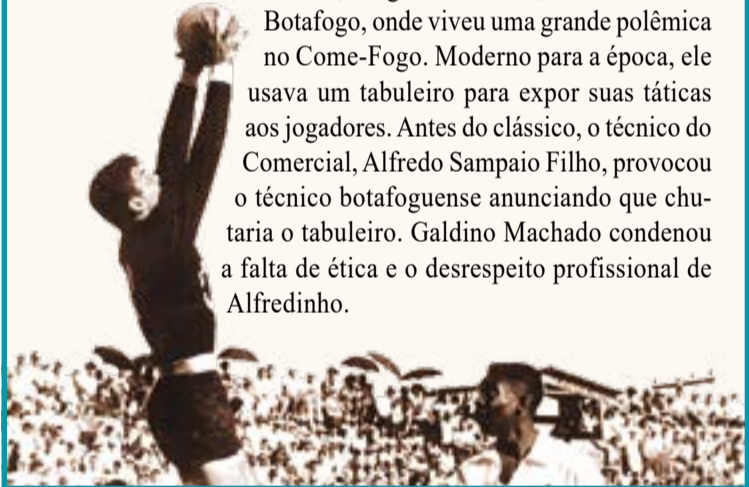 Botafogo, onde viveu uma grande polêmica
no Come-Fogo. Moderno para a época, ele
usava um tabuleiro para expor suas táticas
aos jogadores. Antes do clássico, o técnico do
Comercial, Alfredo Sampaio Filho, provocou
o técnico botafoguense anunciando que chu-
taria o tabuleiro. Galdino Machado condenou
a falta de ética e o desrespeito profissional de
Alfredinho.